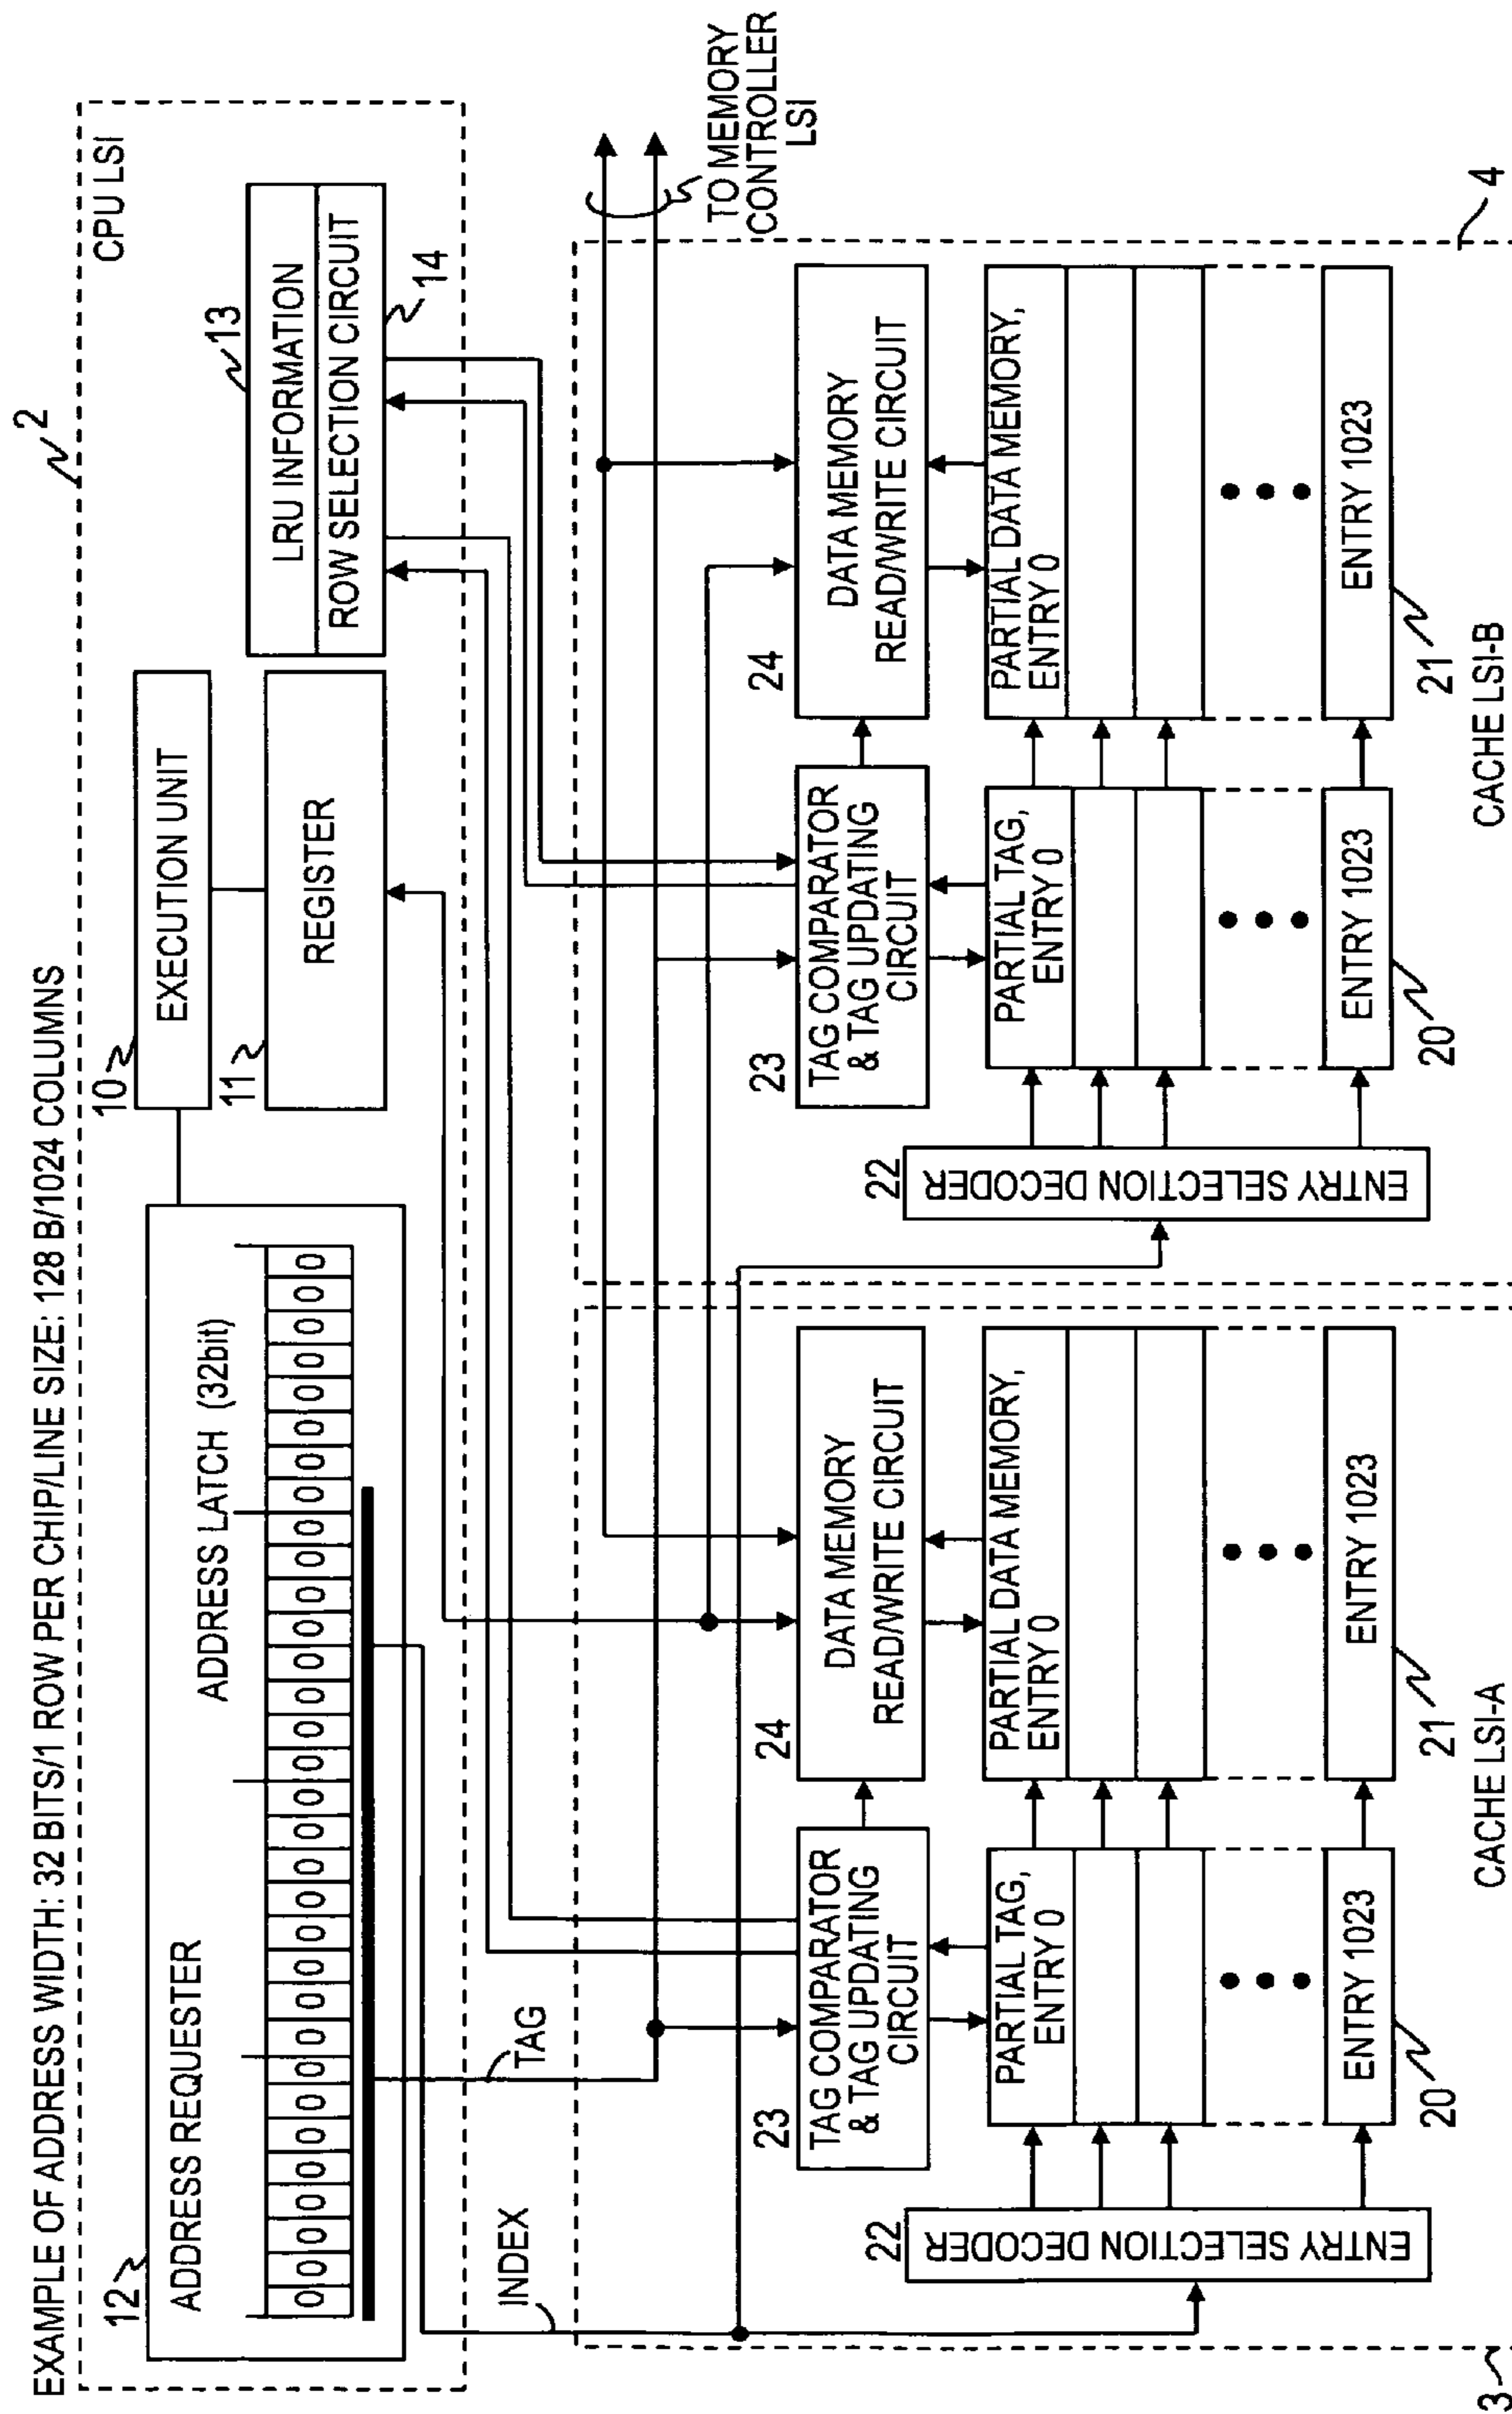 EXAMPLE OF ADDRESS WIDTH: 32 BITS/1 ROW PER CHIP/LINE SIZE: 128 B/1024 COLUMNS
2
CPU LSI
12
ADDRESS REQUESTER
ADDRESS LATCH (32bit)
0 0 0 0 0 0 0 0 0 0 0 0 0 0 0 0 0 0 0 0 0 0 0 0 0 0 0 0 0 0 0 0
10
EXECUTION UNIT
11
REGISTER
13
LRU INFORMATION
ROW SELECTION CIRCUIT
14
INDEX
TAG
TO MEMORY
CONTROLLER
LSI
3
22
ENTRY SELECTION DECODER
23
TAG COMPARATOR
& TAG UPDATING
CIRCUIT
24
DATA MEMORY
READ/WRITE CIRCUIT
PARTIAL TAG,
ENTRY 0
PARTIAL DATA MEMORY,
ENTRY 0
ENTRY 1023
ENTRY 1023
20
21
CACHE LSI-A
4
22
ENTRY SELECTION DECODER
23
TAG COMPARATOR
& TAG UPDATING
CIRCUIT
24
DATA MEMORY
READ/WRITE CIRCUIT
PARTIAL TAG,
ENTRY 0
PARTIAL DATA MEMORY,
ENTRY 0
ENTRY 1023
ENTRY 1023
20
21
CACHE LSI-B